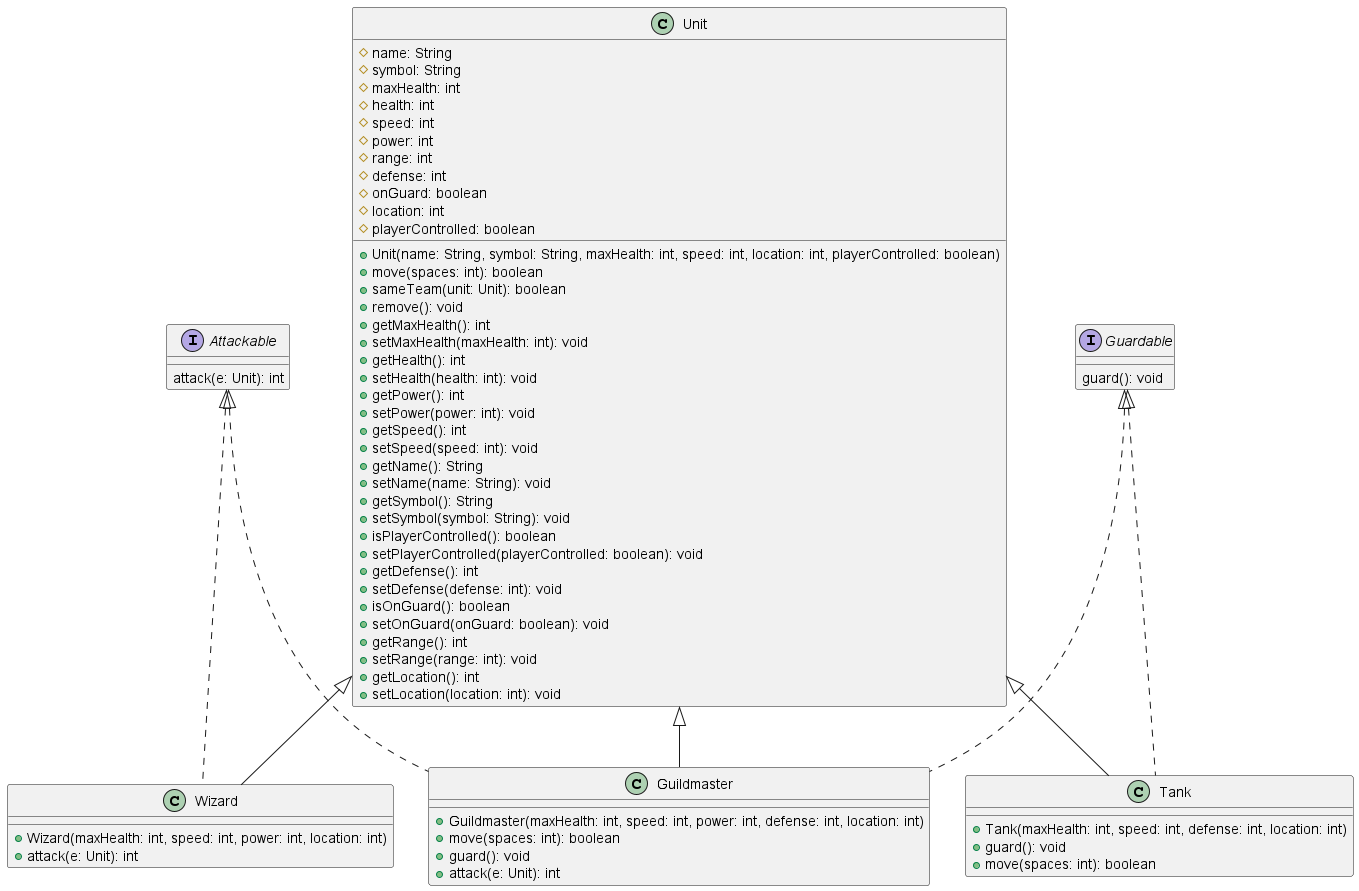 C Unit
name: String
symbol: String
maxHealth: int
health: int
speed: int
power: int
range: int
defense: int
onGuard: boolean
location: int
playerControlled: boolean
Unit(name: String, symbol: String, maxHealth: int, speed: int, location: int, playerControlled: boolean)
move(spaces: int): boolean
sameTeam(unit: Unit): boolean
remove(): void
getMaxHealth(): int
setMaxHealth(maxHealth: int): void
getHealth(): int
setHealth(health: int): void
getPower(): int
setPower(power: int): void
getSpeed(): int
setSpeed(speed: int): void
getName(): String
setName(name: String): void
getSymbol(): String
setSymbol(symbol: String): void
isPlayerControlled(): boolean
setPlayerControlled(playerControlled: boolean): void
getDefense(): int
setDefense(defense: int): void
isOnGuard(): boolean
setOnGuard(onGuard: boolean): void
getRange(): int
setRange(range: int): void
getLocation(): int
setLocation(location: int): void
I Attackable
attack(e: Unit): int
I Guardable
guard(): void
C Wizard
Wizard(maxHealth: int, speed: int, power: int, location: int)
attack(e: Unit): int
C Guildmaster
Guildmaster(maxHealth: int, speed: int, power: int, defense: int, location: int)
move(spaces: int): boolean
guard(): void
attack(e: Unit): int
C Tank
Tank(maxHealth: int, speed: int, defense: int, location: int)
guard(): void
move(spaces: int): boolean